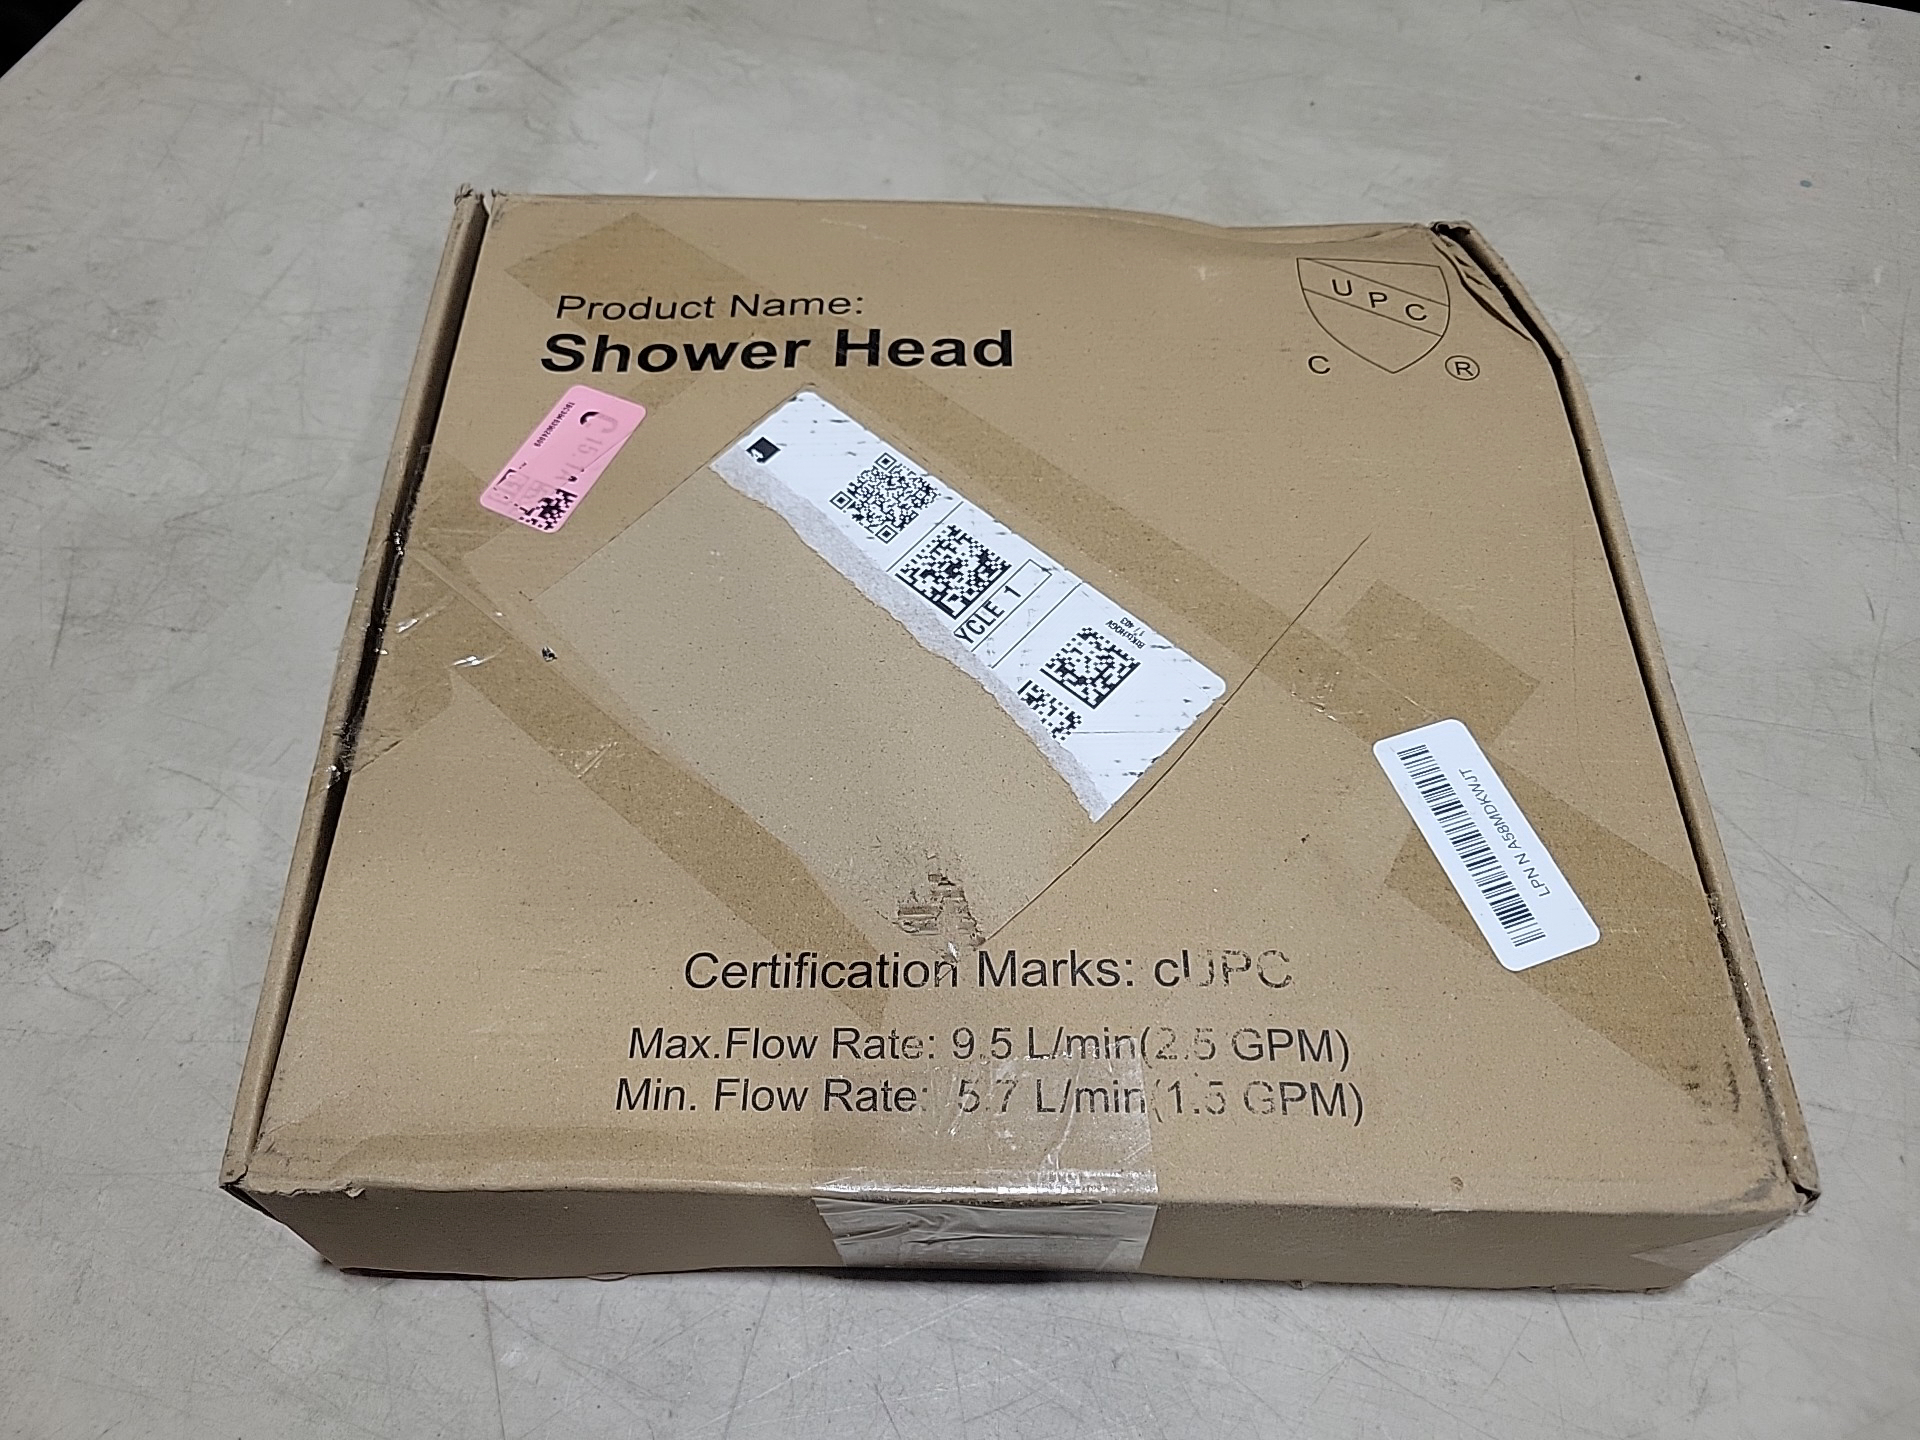 Product Name:
Shower Head
U P C
C ®
YCLE 1
LPN N A58MDKWJT
Certification Marks: cUPC
Max.Flow Rate: 9.5 L/min(2.5 GPM)
Min. Flow Rate: 5.7 L/min(1.5 GPM)